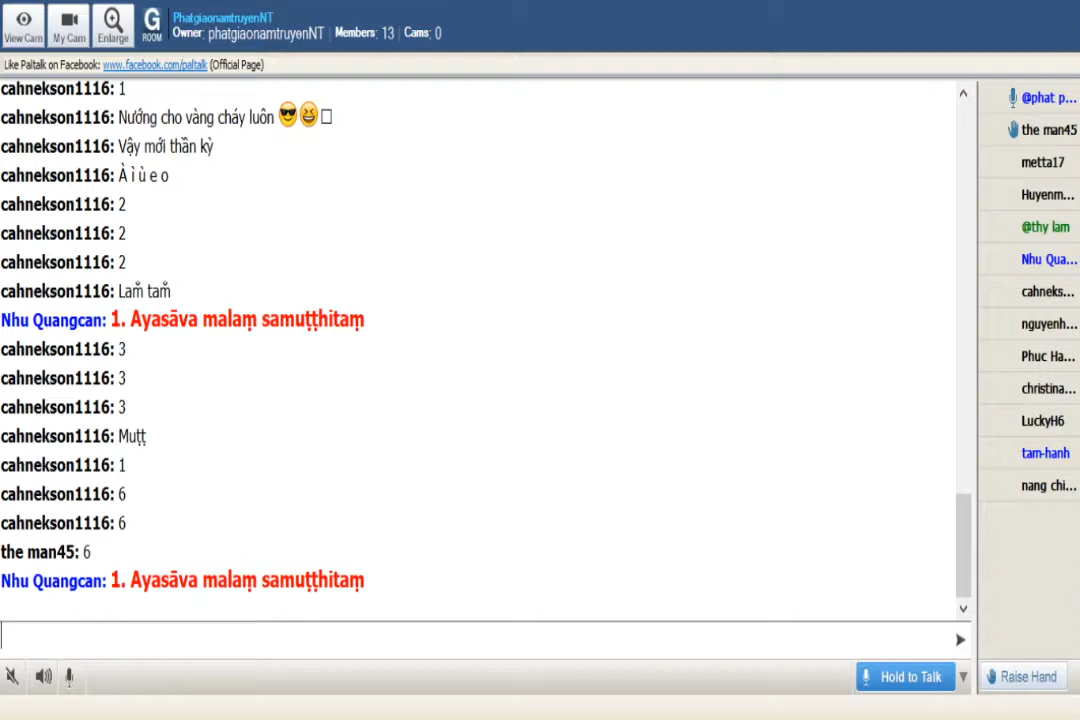 PhatgiaonamtruyenNT
Owner: phatgiaonamtruyenNT | Members: 13 | Cams: 0
View Cam My Cam Enlarge G ROOM
Like Paltalk on Facebook: www.facebook.com/paltalk (Official Page)
cahnekson1116: 1
cahnekson1116: Nướng cho vàng cháy luôn 😎😆□
cahnekson1116: Vậy mới thần kỳ
cahnekson1116: À ì ù e o
cahnekson1116: 2
cahnekson1116: 2
cahnekson1116: 2
cahnekson1116: Lam̐ tam̐
Nhu Quangcan: 1. Ayasāva malaṃ samuṭṭhitaṃ
cahnekson1116: 3
cahnekson1116: 3
cahnekson1116: 3
cahnekson1116: Muṭṭ
cahnekson1116: 1
cahnekson1116: 6
cahnekson1116: 6
the man45: 6
Nhu Quangcan: 1. Ayasāva malaṃ samuṭṭhitaṃ
@phat p...
the man45
metta17
Huyenm...
@thy lam
Nhu Qua...
cahneks...
nguyenh...
Phuc Ha...
christina...
LuckyH6
tam-hanh
nang chi...
Hold to Talk
Raise Hand